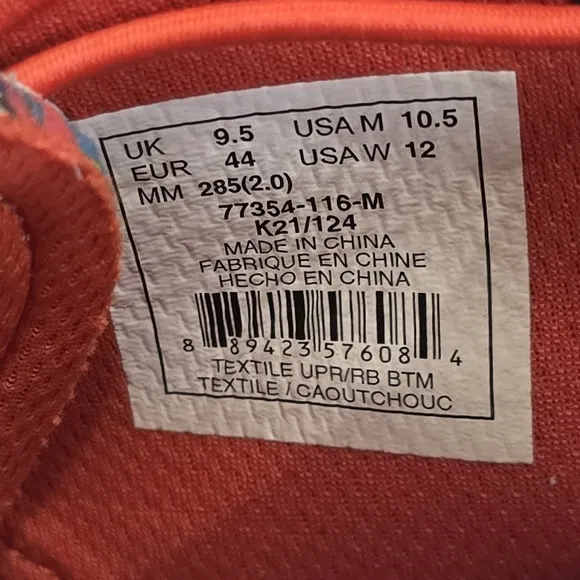 UK 9.5 USA M 10.5
EUR 44 USA W 12
MM 285(2.0)
77354-116-M
K21/124
MADE IN CHINA
FABRIQUE EN CHINE
HECHO EN CHINA
8 89423 57608 4
TEXTILE UPR/RB BTM
TEXTILE / CAOUTCHOUC